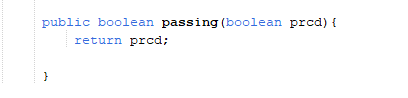 public boolean passing(boolean prcd){
return prcd;
}